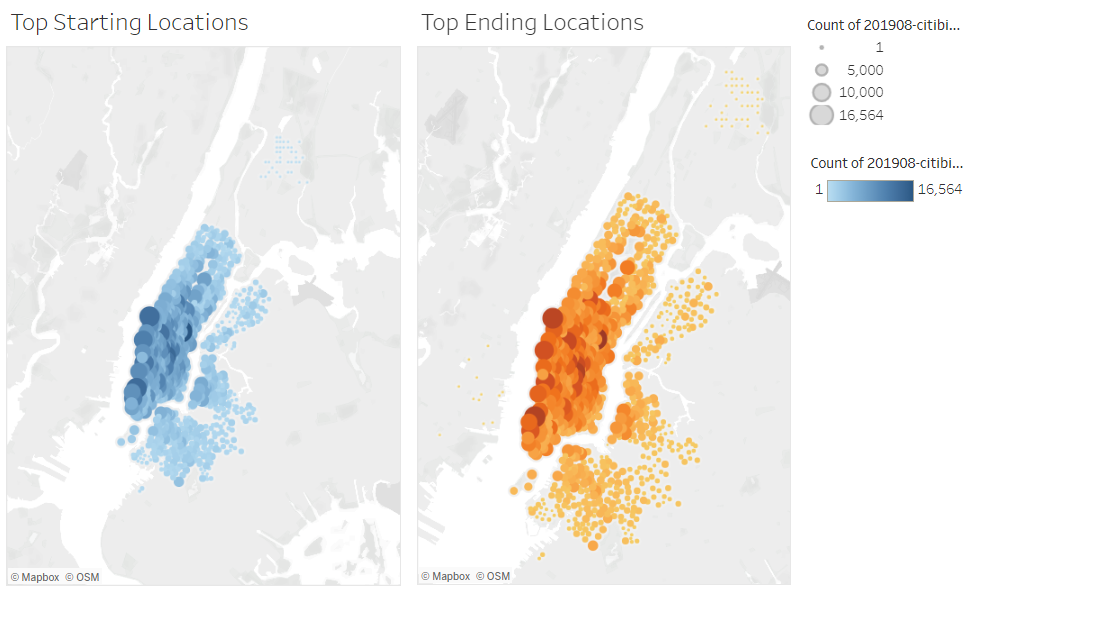 Top Starting Locations
Top Ending Locations
Count of 201908-citibi...
1
5,000
10,000
16,564
Count of 201908-citibi...
1 16,564
© Mapbox © OSM
© Mapbox © OSM